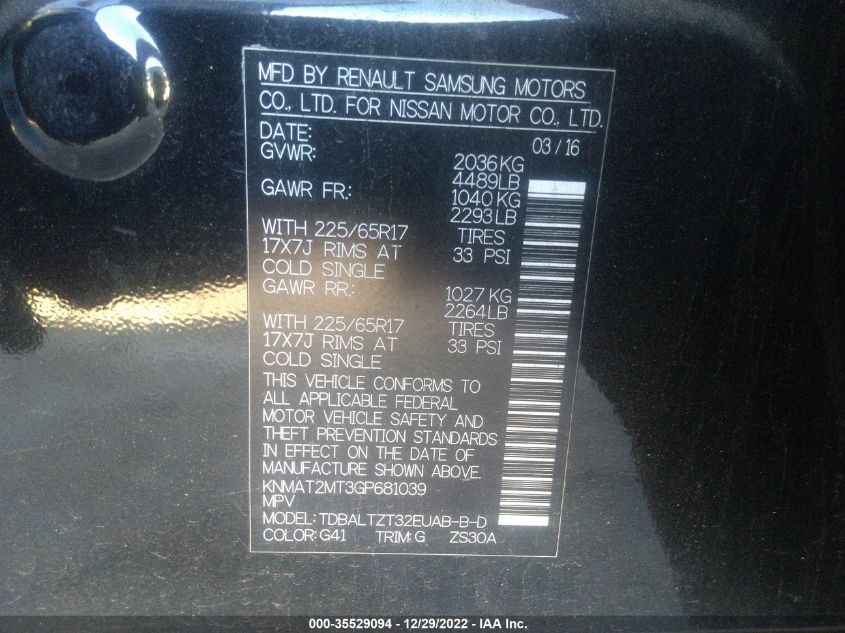 MFD BY RENAULT SAMSUNG MOTORS
CO., LTD. FOR NISSAN MOTOR CO., LTD.
DATE: 03/16
GVWR: 2036KG
4489LB
GAWR FR: 1040KG
2293LB
WITH 225/65R17 TIRES
17X7J RIMS AT 33 PSI
COLD SINGLE
GAWR RR: 1027KG
2264LB
WITH 225/65R17 TIRES
17X7J RIMS AT 33 PSI
COLD SINGLE
THIS VEHICLE CONFORMS TO
ALL APPLICABLE FEDERAL
MOTOR VEHICLE SAFETY AND
THEFT PREVENTION STANDARDS
IN EFFECT ON THE DATE OF
MANUFACTURE SHOWN ABOVE.
KNMAT2MT3GP681039
MPV
MODEL: TDBALTZT32EUAB-B-D
COLOR: G41 TRIM: G ZS30A
000-35529094 - 12/29/2022 - IAA Inc.